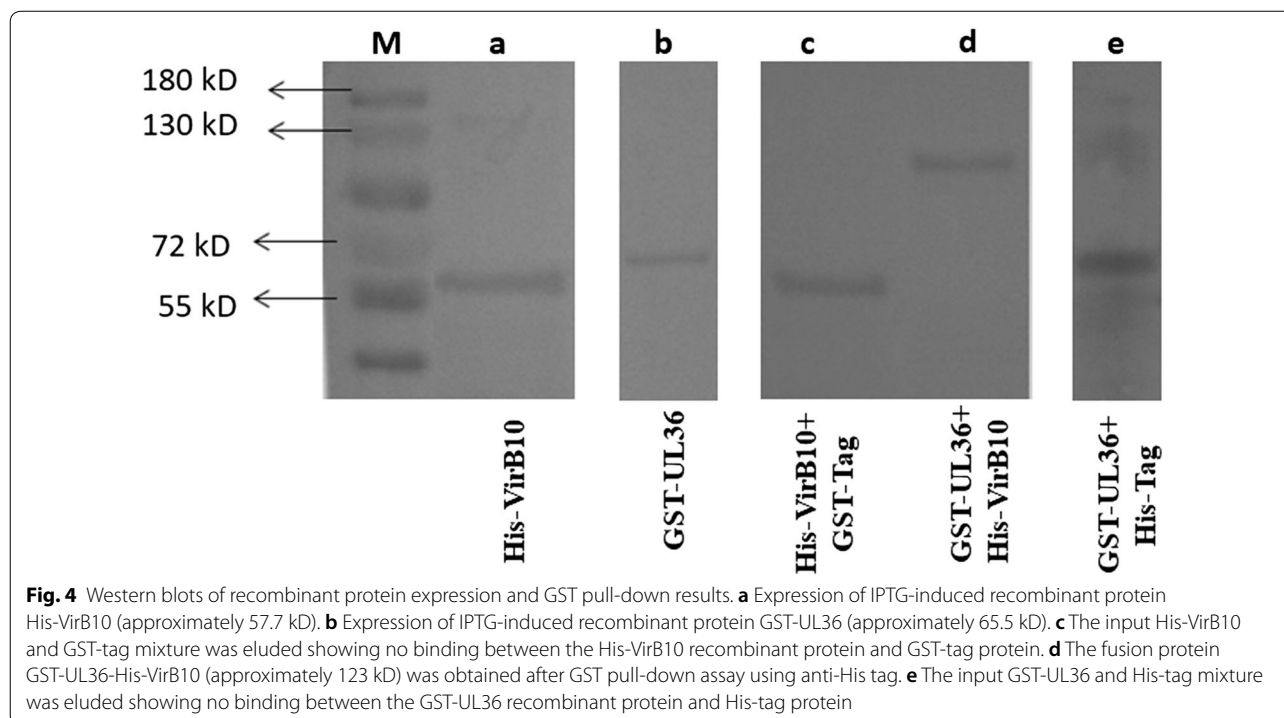 M a b c d e
180 kD
130 kD
72 kD
55 kD
His-VirB10
GST-UL36
His-VirB10+
GST-Tag
GST-UL36+
His-VirB10
GST-UL36+
His-Tag
Fig. 4 Western blots of recombinant protein expression and GST pull-down results. a Expression of IPTG-induced recombinant protein
His-VirB10 (approximately 57.7 kD). b Expression of IPTG-induced recombinant protein GST-UL36 (approximately 65.5 kD). c The input His-VirB10
and GST-tag mixture was eluded showing no binding between the His-VirB10 recombinant protein and GST-tag protein. d The fusion protein
GST-UL36-His-VirB10 (approximately 123 kD) was obtained after GST pull-down assay using anti-His tag. e The input GST-UL36 and His-tag mixture
was eluded showing no binding between the GST-UL36 recombinant protein and His-tag protein